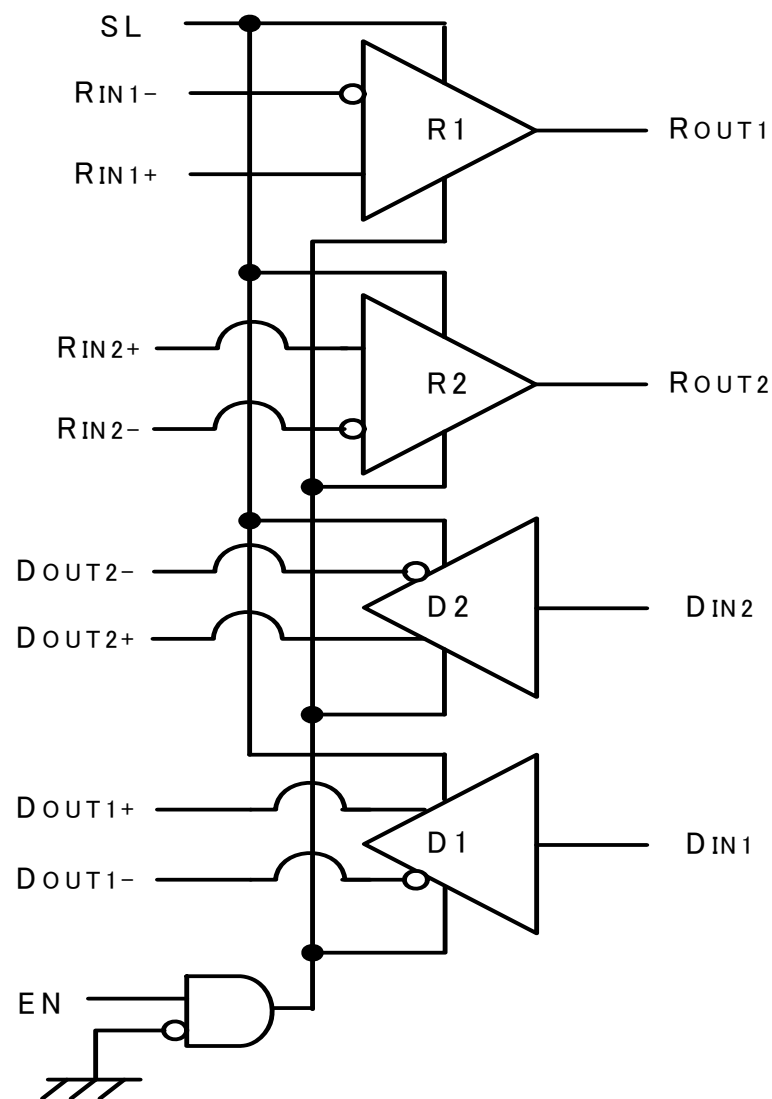 SL
RIN1-
R1
ROUT1
RIN1+
RIN2+
R2
ROUT2
RIN2-
DOUT2-
D2
DIN2
DOUT2+
DOUT1+
D1
DIN1
DOUT1-
EN